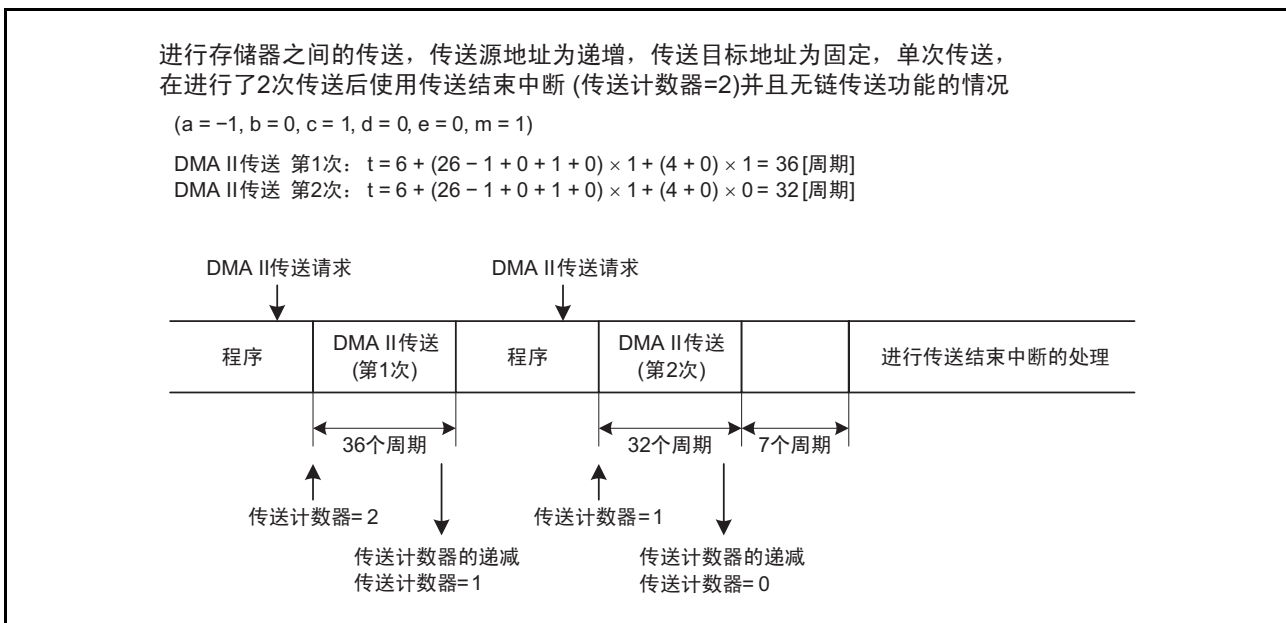 进行存储器之间的传送，传送源地址为递增，传送目标地址为固定，单次传送，
在进行了2次传送后使用传送结束中断 (传送计数器=2)并且无链传送功能的情况
(a = −1, b = 0, c = 1, d = 0, e = 0, m = 1)
DMA II传送 第1次： t = 6 + (26 − 1 + 0 + 1 + 0) × 1 + (4 + 0) × 1 = 36 [周期]
DMA II传送 第2次： t = 6 + (26 − 1 + 0 + 1 + 0) × 1 + (4 + 0) × 0 = 32 [周期]
DMA II传送请求
DMA II传送请求
程序
DMA II传送
(第1次)
程序
DMA II传送
(第2次)
进行传送结束中断的处理
36个周期
32个周期
7个周期
传送计数器= 2
传送计数器=1
传送计数器的递减
传送计数器= 1
传送计数器的递减
传送计数器= 0